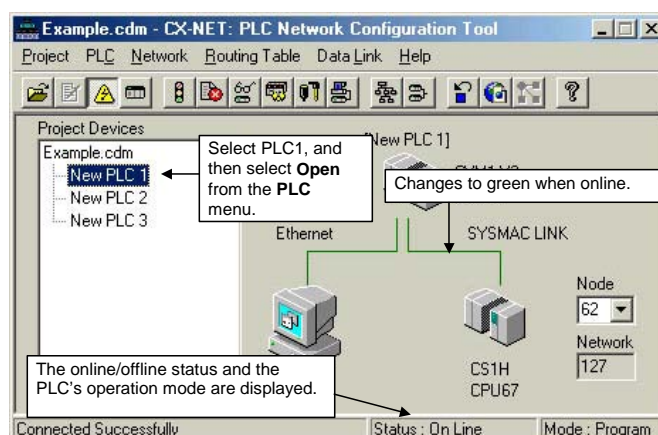 Example.cdm - CX-NET: PLC Network Configuration Tool
Project PLC Network Routing Table Data Link Help
Project Devices
Example.cdm
New PLC 1
New PLC 2
New PLC 3
Select PLC1, and
then select Open
from the PLC
menu.
[New PLC 1]
Changes to green when online.
Ethernet
SYSMAC LINK
Node
62
Network
127
CS1H
CPU67
The online/offline status and the
PLC's operation mode are displayed.
Connected Successfully
Status : On Line
Mode : Program